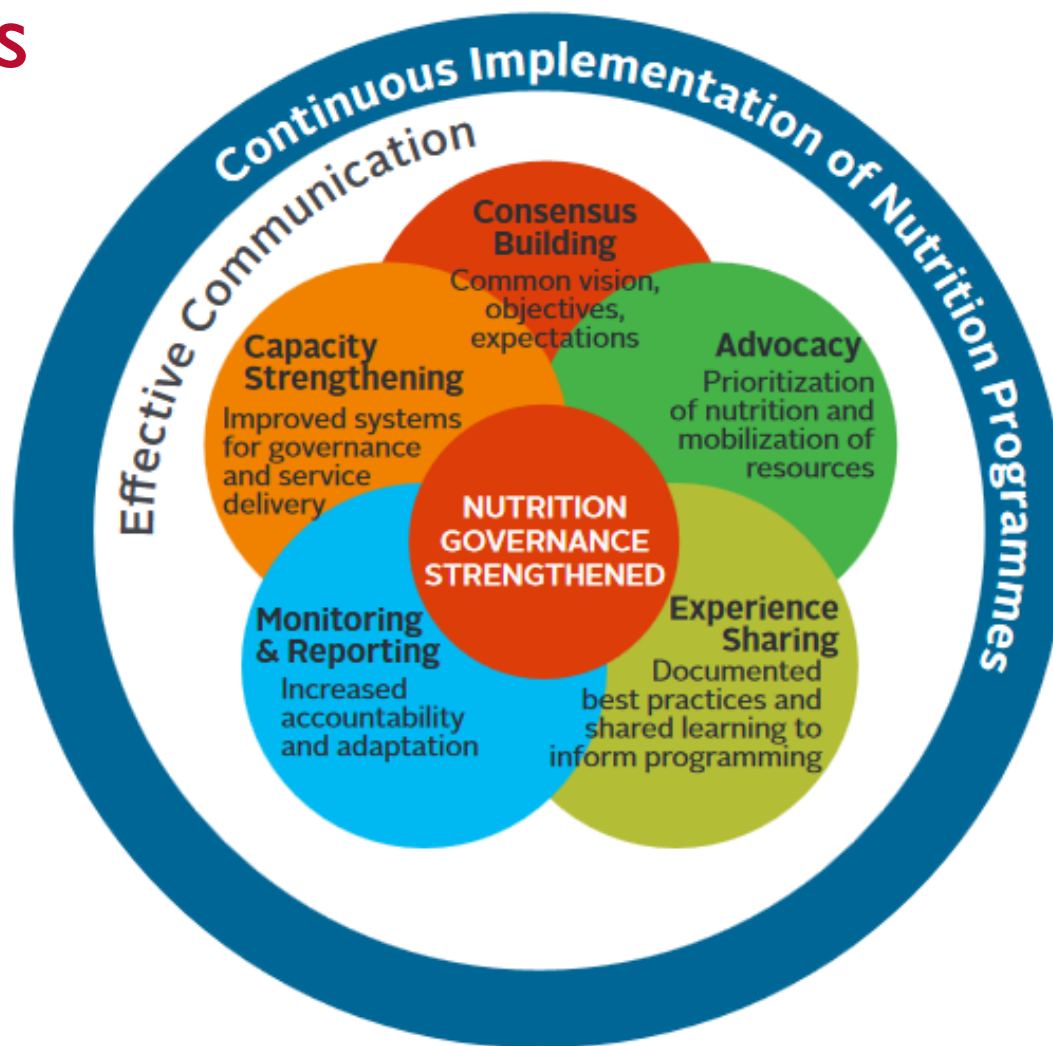 s
Continuous Implementation of Nutrition Programmes
Effective Communication
Consensus
Building
Common vision,
objectives,
expectations
Capacity
Strengthening
Improved systems
for governance
and service
delivery
Advocacy
Prioritization
of nutrition and
mobilization of
resources
NUTRITION
GOVERNANCE
STRENGTHENED
Monitoring
& Reporting
Increased
accountability
and adaptation
Experience
Sharing
Documented
best practices and
shared learning to
inform programming